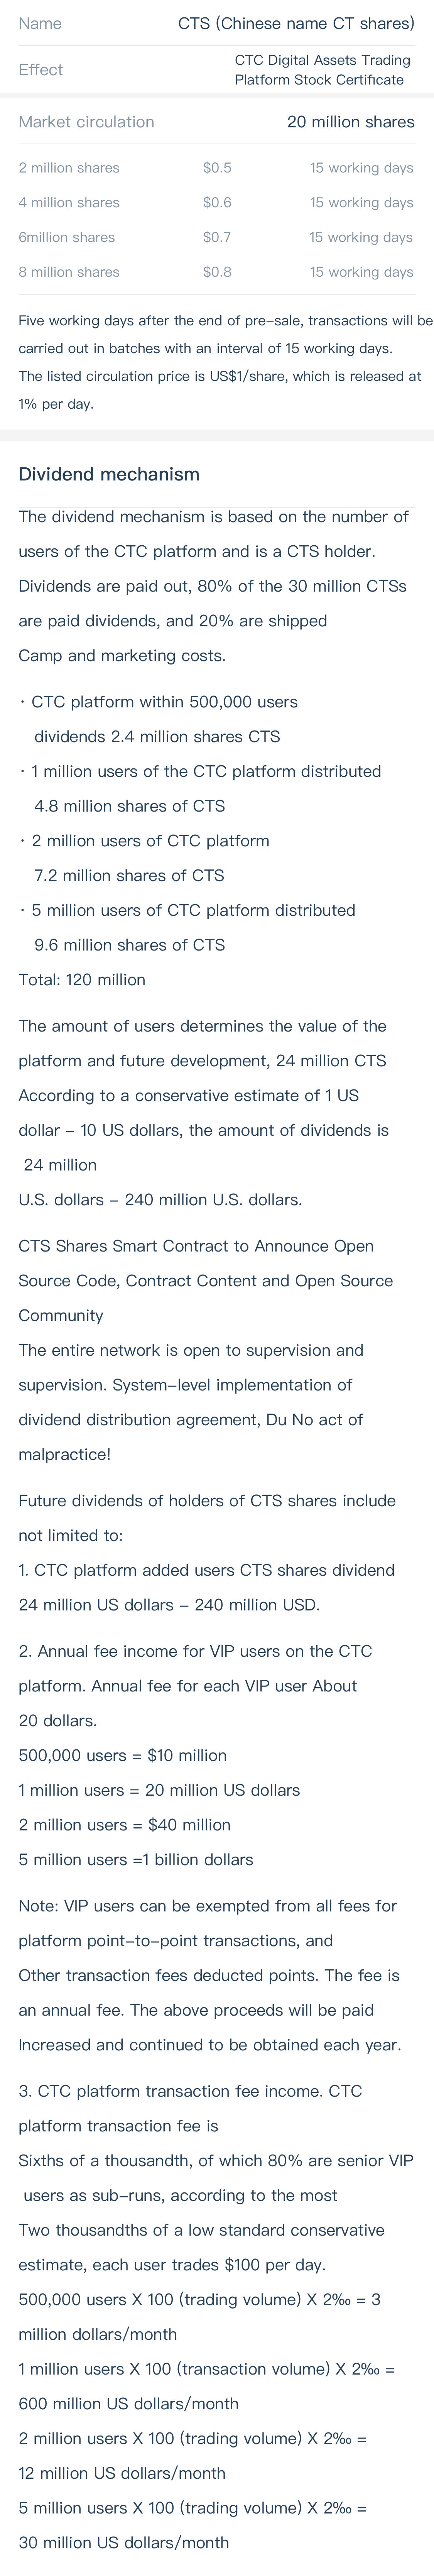 Name CTS (Chinese name CT shares)
Effect CTC Digital Assets Trading
Platform Stock Certificate
Market circulation 20 million shares
2 million shares $0.5 15 working days
4 million shares $0.6 15 working days
6million shares $0.7 15 working days
8 million shares $0.8 15 working days
Five working days after the end of pre-sale, transactions will be
carried out in batches with an interval of 15 working days.
The listed circulation price is US$1/share, which is released at
1% per day.
Dividend mechanism
The dividend mechanism is based on the number of
users of the CTC platform and is a CTS holder.
Dividends are paid out, 80% of the 30 million CTSs
are paid dividends, and 20% are shipped
Camp and marketing costs.
· CTC platform within 500,000 users
dividends 2.4 million shares CTS
· 1 million users of the CTC platform distributed
4.8 million shares of CTS
· 2 million users of CTC platform
7.2 million shares of CTS
· 5 million users of CTC platform distributed
9.6 million shares of CTS
Total: 120 million
The amount of users determines the value of the
platform and future development, 24 million CTS
According to a conservative estimate of 1 US
dollar - 10 US dollars, the amount of dividends is
24 million
U.S. dollars - 240 million U.S. dollars.
CTS Shares Smart Contract to Announce Open
Source Code, Contract Content and Open Source
Community
The entire network is open to supervision and
supervision. System-level implementation of
dividend distribution agreement, Du No act of
malpractice!
Future dividends of holders of CTS shares include
not limited to:
1. CTC platform added users CTS shares dividend
24 million US dollars - 240 million USD.
2. Annual fee income for VIP users on the CTC
platform. Annual fee for each VIP user About
20 dollars.
500,000 users = $10 million
1 million users = 20 million US dollars
2 million users = $40 million
5 million users =1 billion dollars
Note: VIP users can be exempted from all fees for
platform point-to-point transactions, and
Other transaction fees deducted points. The fee is
an annual fee. The above proceeds will be paid
Increased and continued to be obtained each year.
3. CTC platform transaction fee income. CTC
platform transaction fee is
Sixths of a thousandth, of which 80% are senior VIP
users as sub-runs, according to the most
Two thousandths of a low standard conservative
estimate, each user trades $100 per day.
500,000 users X 100 (trading volume) X 2‰ = 3
million dollars/month
1 million users X 100 (transaction volume) X 2‰ =
600 million US dollars/month
2 million users X 100 (trading volume) X 2‰ =
12 million US dollars/month
5 million users X 100 (trading volume) X 2‰ =
30 million US dollars/month